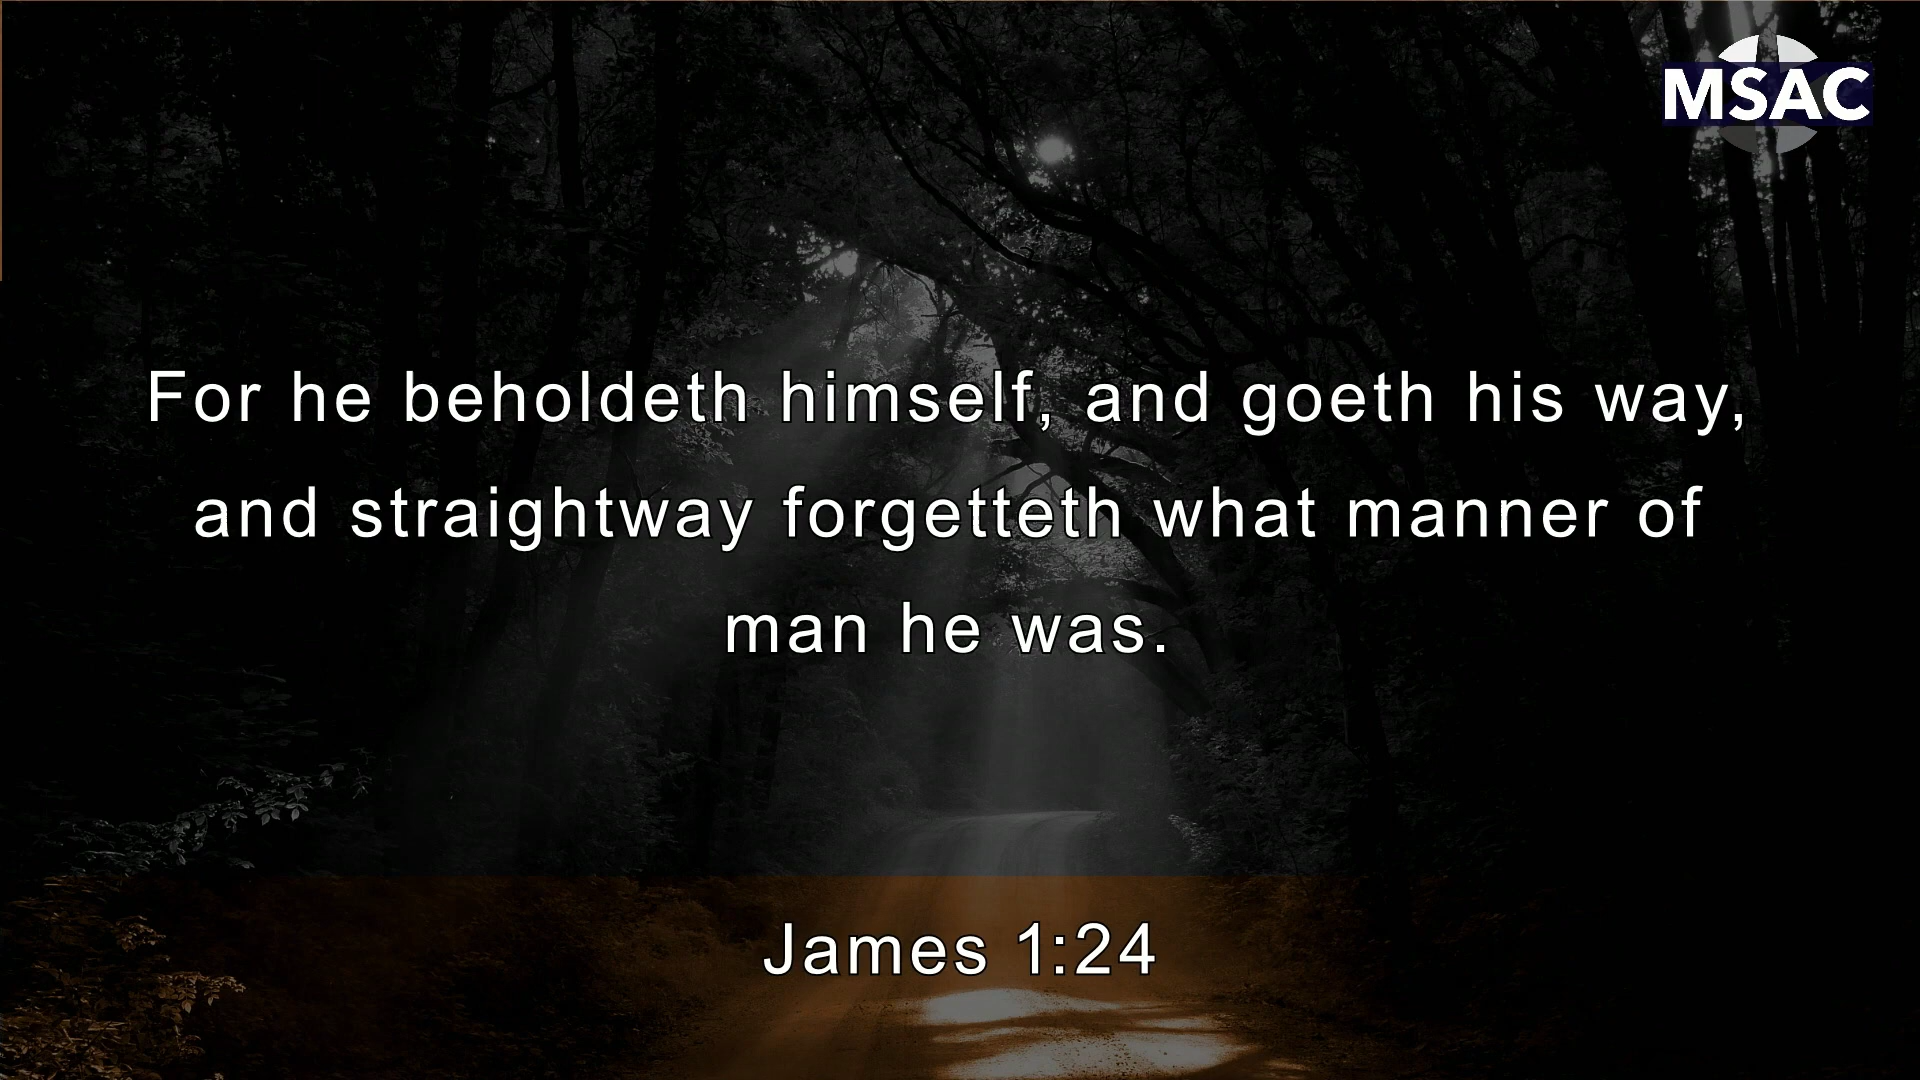 MSAC
For he beholdeth himself, and goeth his way,
and straightway forgetteth what manner of
man he was.
James 1:24